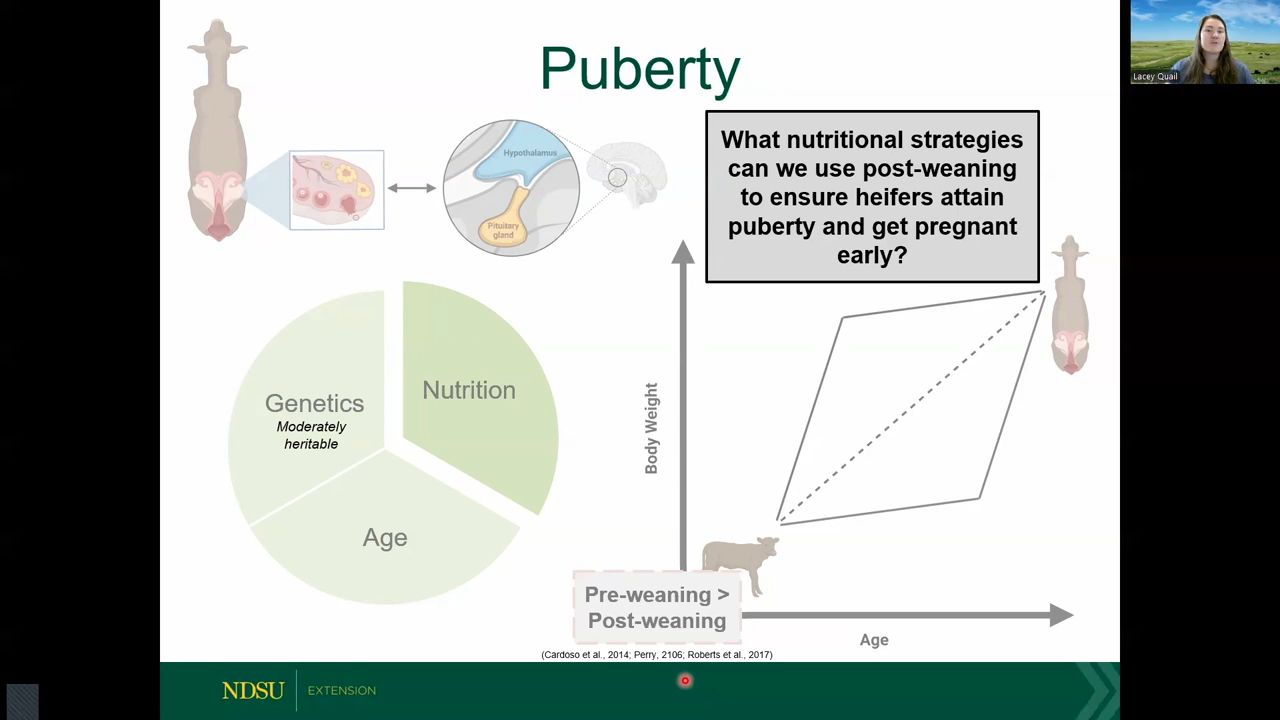 Puberty
Lacey Quail
What nutritional strategies
can we use post-weaning
to ensure heifers attain
puberty and get pregnant
early?
Hypothalamus
Pituitary
gland
Genetics
Moderately
heritable
Nutrition
Age
Body Weight
Pre-weaning >
Post-weaning
Age
(Cardoso et al., 2014; Perry, 2106; Roberts et al., 2017)
NDSU
EXTENSION